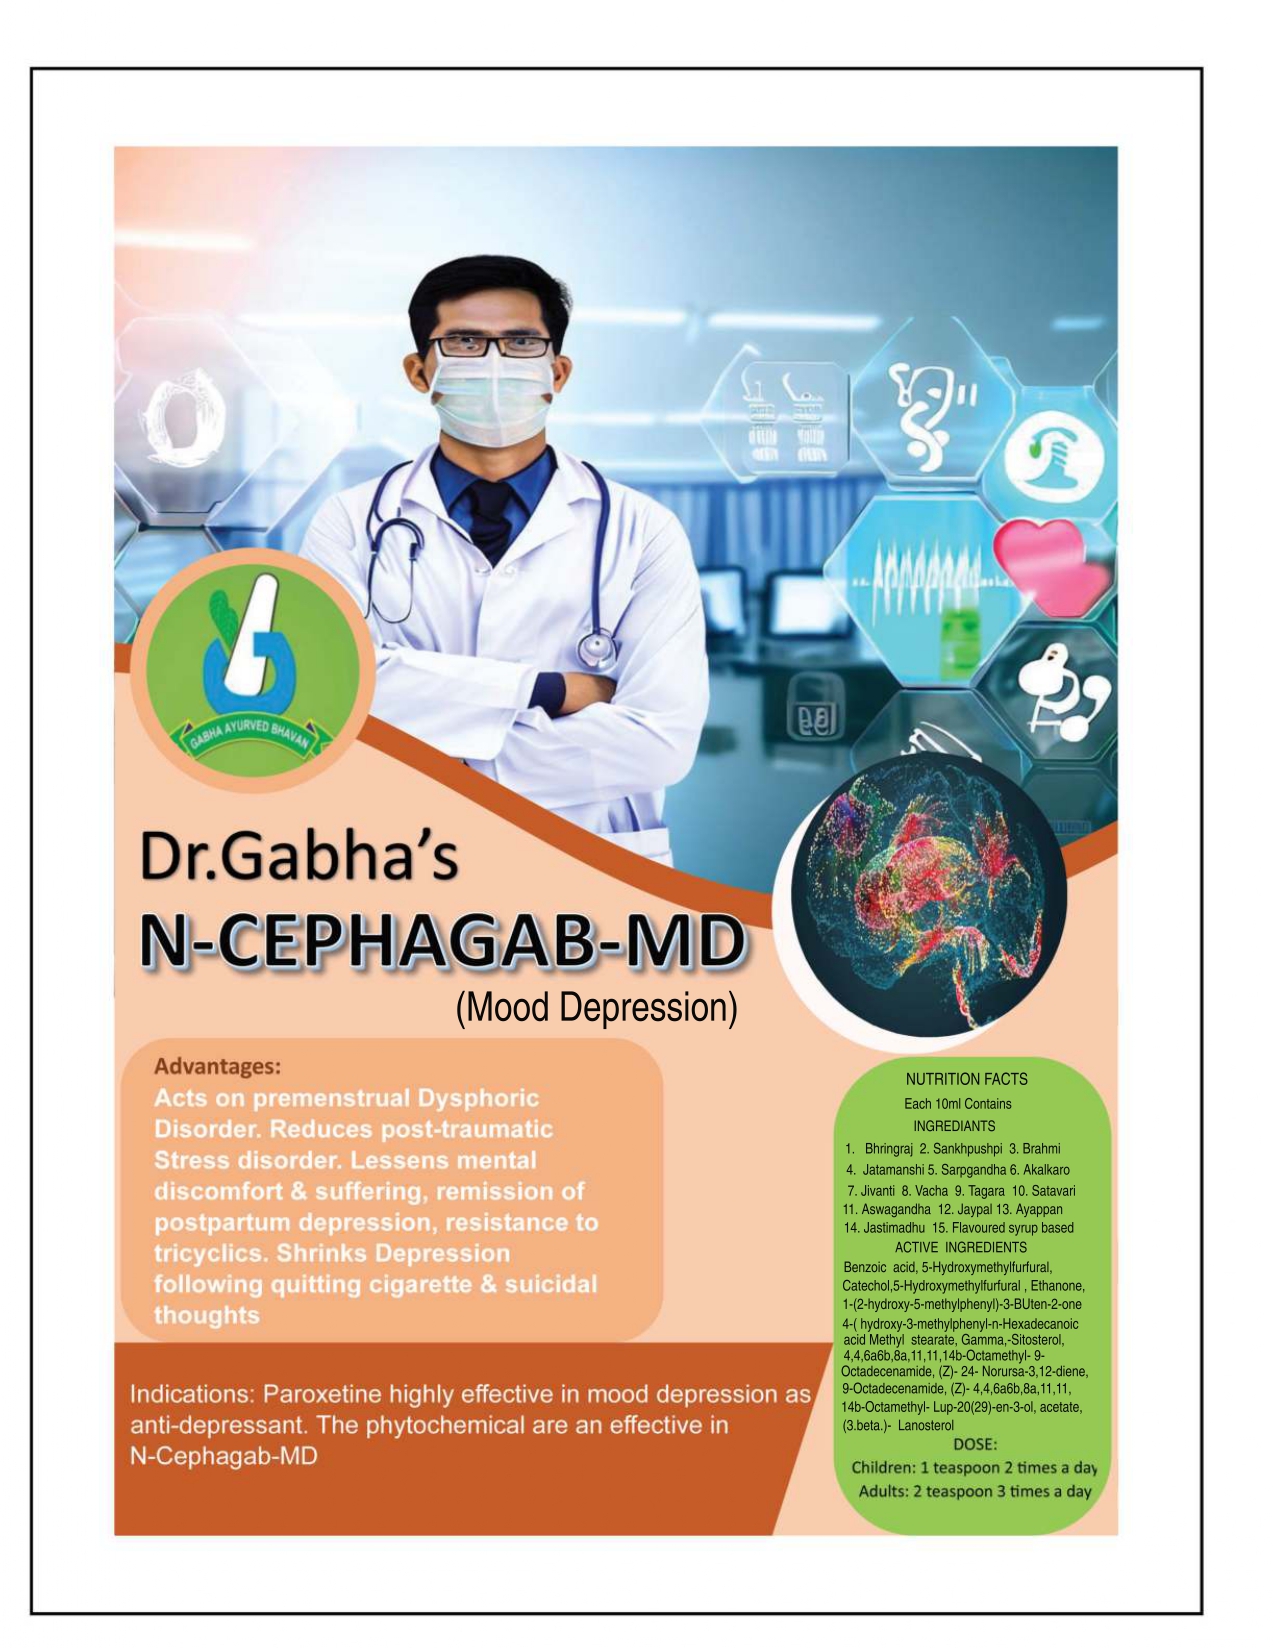 GABHA AYURVED BHAVAN
Dr.Gabha's
N-CEPHAGAB-MD
(Mood Depression)
Advantages:
Acts on premenstrual Dysphoric
Disorder. Reduces post-traumatic
Stress disorder. Lessens mental
discomfort & suffering, remission of
postpartum depression, resistance to
tricyclics. Shrinks Depression
following quitting cigarette & suicidal
thoughts
Indications: Paroxetine highly effective in mood depression as
anti-depressant. The phytochemical are an effective in
N-Cephagab-MD
NUTRITION FACTS
Each 10ml Contains
INGREDIANTS
1. Bhringraj 2. Sankhpushpi 3. Brahmi
4. Jatamanshi 5. Sarpgandha 6. Akalkaro
7. Jivanti 8. Vacha 9. Tagara 10. Satavari
11. Aswagandha 12. Jaypal 13. Ayappan
14. Jastimadhu 15. Flavoured syrup based
ACTIVE INGREDIENTS
Benzoic acid, 5-Hydroxymethylfurfural,
Catechol,5-Hydroxymethylfurfural , Ethanone,
1-(2-hydroxy-5-methylphenyl)-3-BUten-2-one
4-( hydroxy-3-methylphenyl-n-Hexadecanoic
acid Methyl stearate, Gamma,-Sitosterol,
4,4,6a6b,8a,11,11,14b-Octamethyl- 9-
Octadecenamide, (Z)- 24- Norursa-3,12-diene,
9-Octadecenamide, (Z)- 4,4,6a6b,8a,11,11,
14b-Octamethyl- Lup-20(29)-en-3-ol, acetate,
(3.beta.)- Lanosterol
DOSE:
Children: 1 teaspoon 2 times a day
Adults: 2 teaspoon 3 times a day